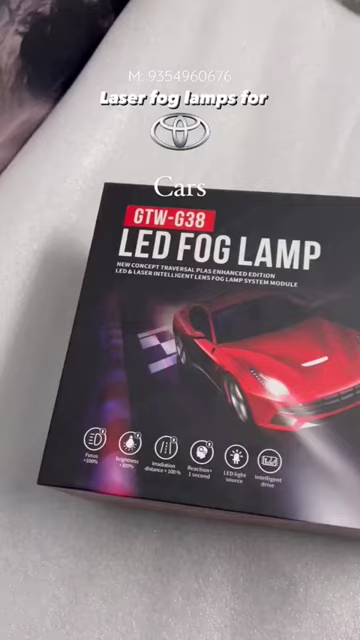 M: 9354960676
Laser fog lamps for
Cars
GTW-G38
LED FOG LAMP
NEW CONCEPT TRAVERSAL PLAS ENHANCED EDITION
LED & LASER INTELLIGENT LENS FOG LAMP SYSTEM MODULE
Focus
+100%
brightness
+300%
Irradiation
distance + 100 %
Reaction+
1 second
LED light
source
Intelligent
drive